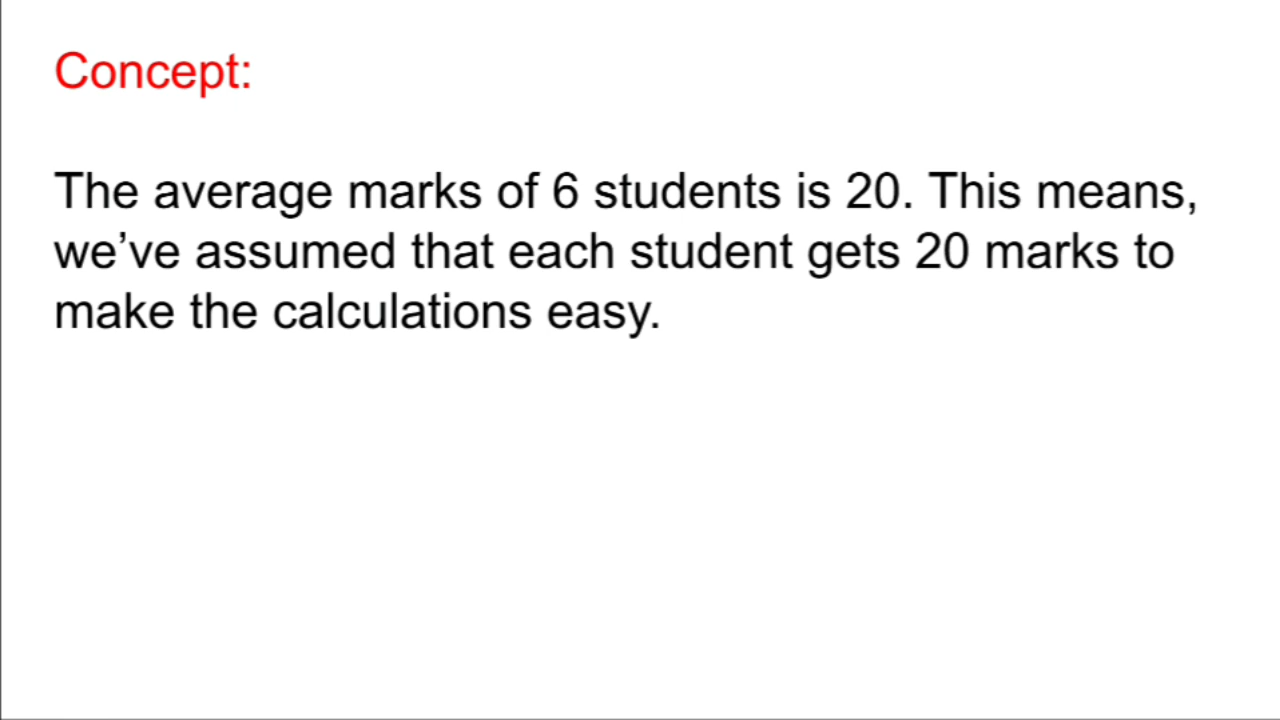 Concept:
The average marks of 6 students is 20. This means,
we’ve assumed that each student gets 20 marks to
make the calculations easy.